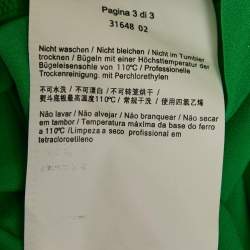 Pagina 3 di 3
31648 02
Nicht waschen / Nicht bleichen / Nicht im Tumbler
trocknen / Bügeln mit einer Höchsttemperatur der
Bügeleisensohle von 110°C / Professionelle
Trockenreinigung. mit Perchlorethylen
不可水洗 / 不可漂白 / 不可转笼烘干 /
熨斗底板最高温度110°C / 常规干洗 / 使用四氯乙烯
Não lavar / Não alvejar / Não branquear / Não secar
em tambor / Temperatura máxima da base do ferro
a 110°C /Limpeza a seco profissional em
tetracloroetileno